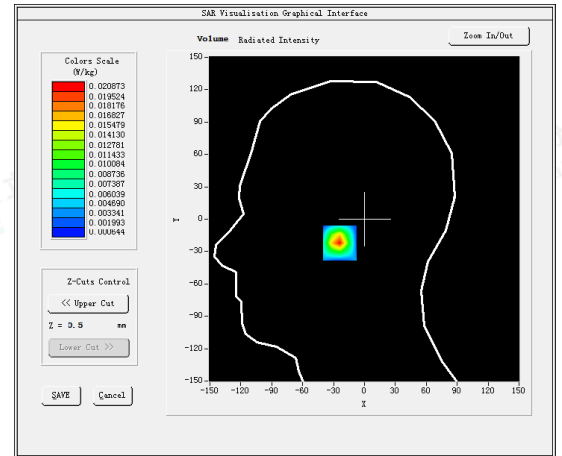 SAR Visualisation Graphical Interface
Volume Radiated Intensity
Zoom In/Out
Colors Scale
(W/kg)
0.020873
0.019524
0.018176
0.016827
0.015479
0.014130
0.012781
0.011433
0.010084
0.008736
0.007387
0.006039
0.004690
0.003341
0.001993
0.000644
Z-Cuts Control
<< Upper Cut
Z = 3.5 mm
Lower Cut >>
SAVE
Cancel
150
120
90
60
30
0
-30
-60
-90
-120
-150
Y
-150 -120 -90 -60 -30 0 30 60 90 120 150
X